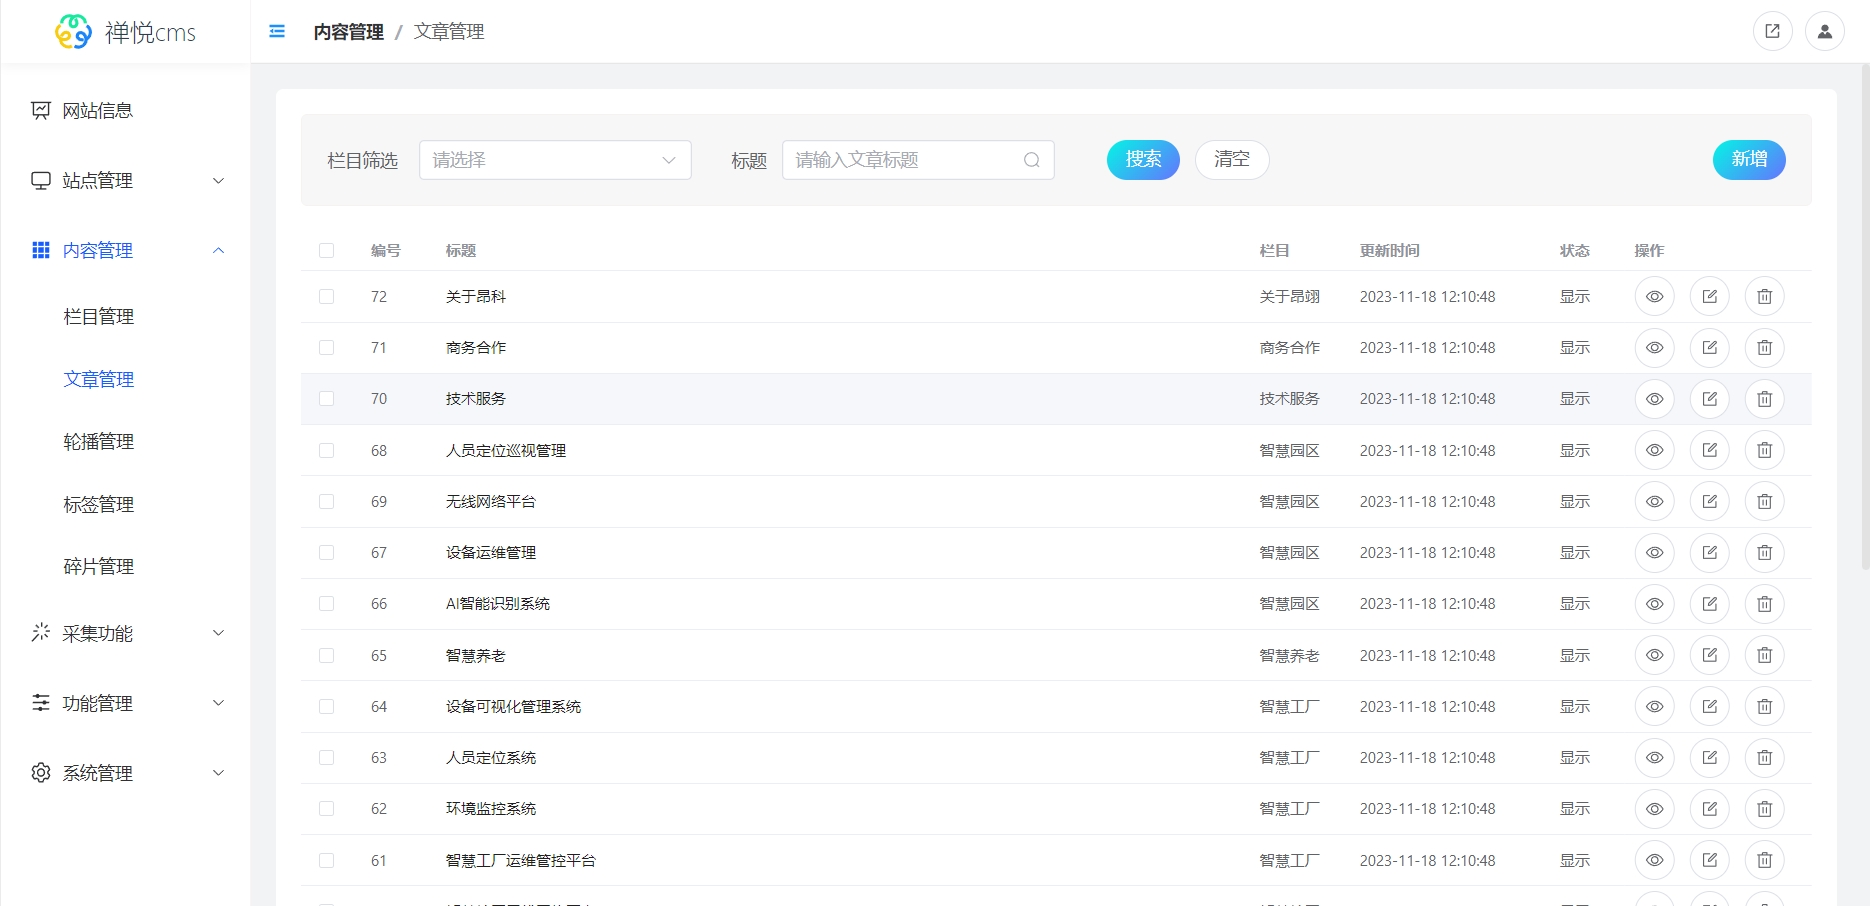 禅悦cms
内容管理 / 文章管理
网站信息
站点管理
内容管理
栏目管理
文章管理
轮播管理
标签管理
碎片管理
采集功能
功能管理
系统管理
栏目筛选 请选择 标题 请输入文章标题 搜索 清空 新增
编号 标题 栏目 更新时间 状态 操作
72 关于昂科 关于昂翊 2023-11-18 12:10:48 显示
71 商务合作 商务合作 2023-11-18 12:10:48 显示
70 技术服务 技术服务 2023-11-18 12:10:48 显示
68 人员定位巡视管理 智慧园区 2023-11-18 12:10:48 显示
69 无线网络平台 智慧园区 2023-11-18 12:10:48 显示
67 设备运维管理 智慧园区 2023-11-18 12:10:48 显示
66 AI智能识别系统 智慧园区 2023-11-18 12:10:48 显示
65 智慧养老 智慧养老 2023-11-18 12:10:48 显示
64 设备可视化管理系统 智慧工厂 2023-11-18 12:10:48 显示
63 人员定位系统 智慧工厂 2023-11-18 12:10:48 显示
62 环境监控系统 智慧工厂 2023-11-18 12:10:48 显示
61 智慧工厂运维管控平台 智慧工厂 2023-11-18 12:10:48 显示